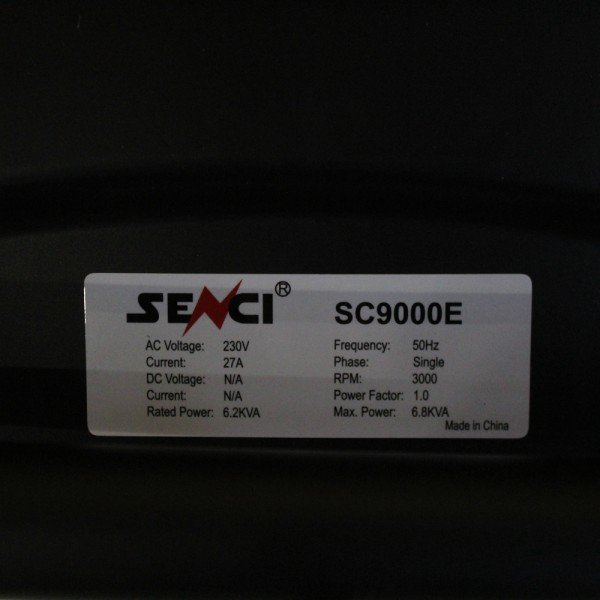 SENCI® SC9000E
AC Voltage: 230V Frequency: 50Hz
Current: 27A Phase: Single
DC Voltage: N/A RPM: 3000
Current: N/A Power Factor: 1.0
Rated Power: 6.2KVA Max. Power: 6.8KVA
Made in China